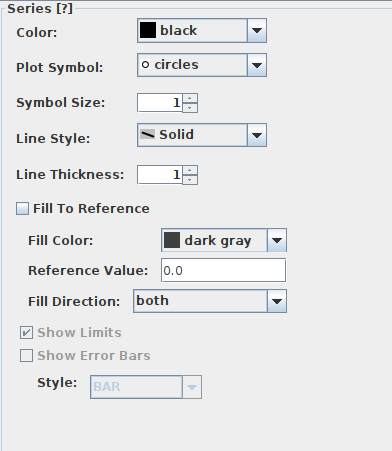 Series [?]
Color: black
Plot Symbol: circles
Symbol Size: 1
Line Style: Solid
Line Thickness: 1
Fill To Reference
Fill Color: dark gray
Reference Value: 0.0
Fill Direction: both
Show Limits
Show Error Bars
Style: BAR